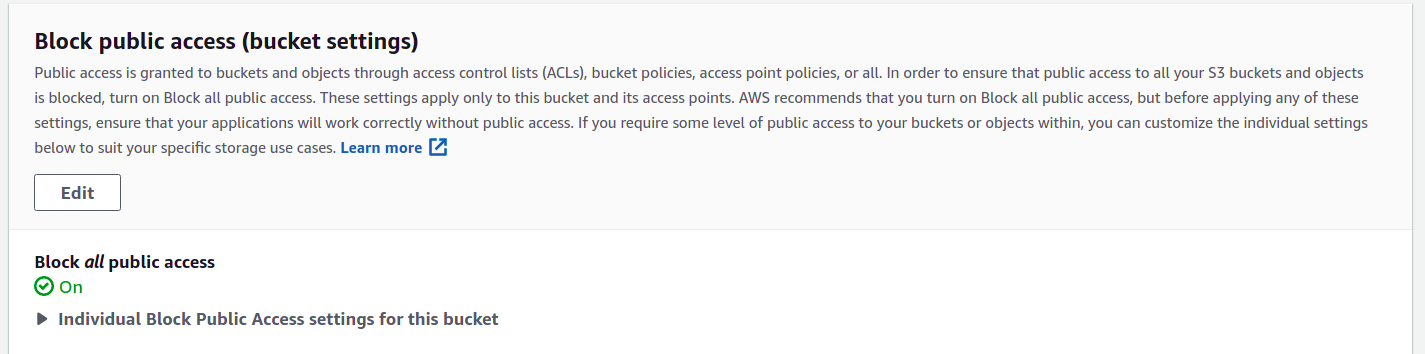 Block public access (bucket settings)
Public access is granted to buckets and objects through access control lists (ACLs), bucket policies, access point policies, or all. In order to ensure that public access to all your S3 buckets and objects
is blocked, turn on Block all public access. These settings apply only to this bucket and its access points. AWS recommends that you turn on Block all public access, but before applying any of these
settings, ensure that your applications will work correctly without public access. If you require some level of public access to your buckets or objects within, you can customize the individual settings
below to suit your specific storage use cases. Learn more
Edit
Block all public access
On
Individual Block Public Access settings for this bucket